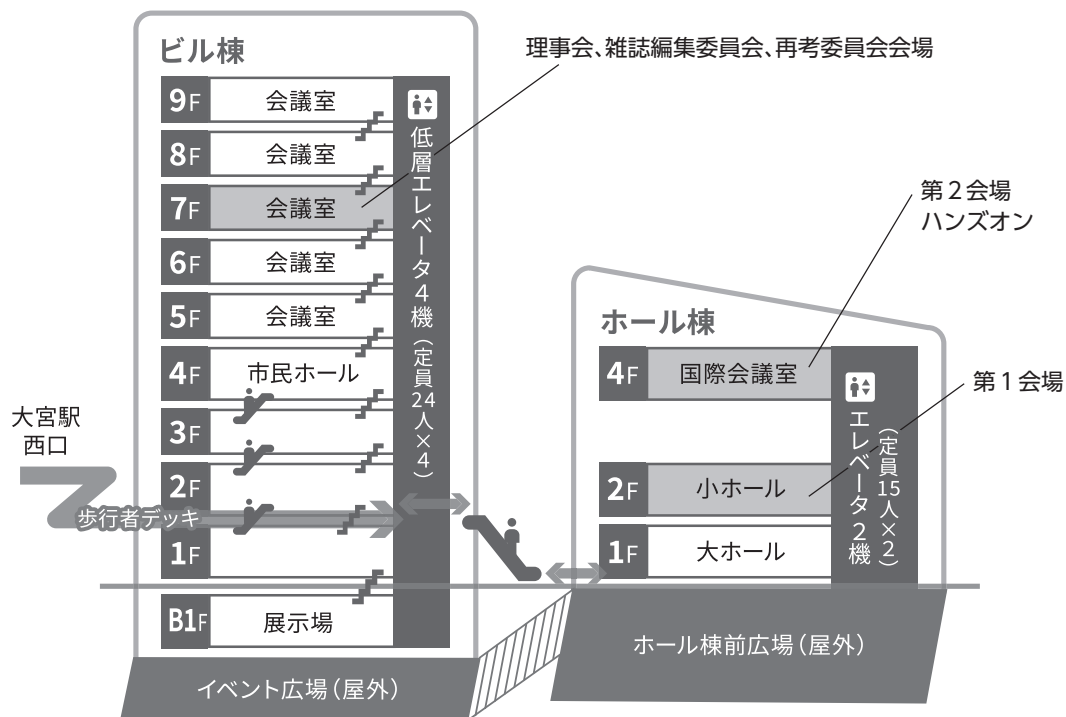 ビル棟
理事会、雑誌編集委員会、再考委員会会場
9F 会議室
8F 会議室
7F 会議室
6F 会議室
5F 会議室
4F 市民ホール
3F
2F
1F
B1F 展示場
低層エレベータ4機（定員24人×4）
大宮駅
西口
歩行者デッキ
イベント広場（屋外）
第2会場
ハンズオン
ホール棟
4F 国際会議室
第1会場
2F 小ホール
1F 大ホール
エレベータ2機
（定員15人×2）
ホール棟前広場（屋外）